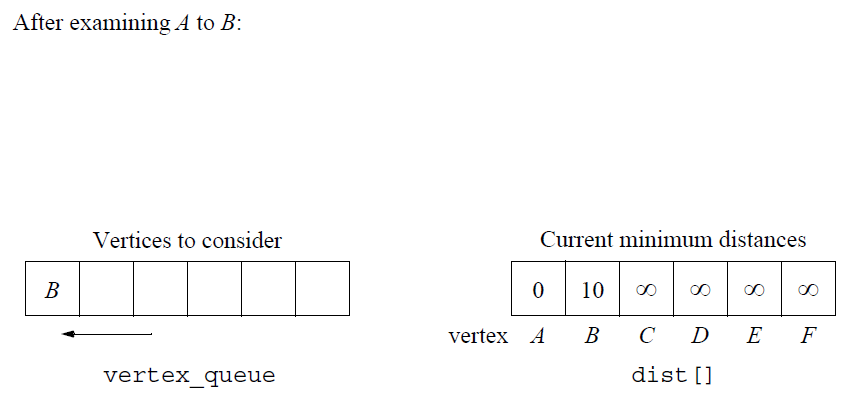 After examining A to B:
Vertices to consider
B
vertex_queue
Current minimum distances
0 10 ∞ ∞ ∞ ∞
vertex A B C D E F
dist[]